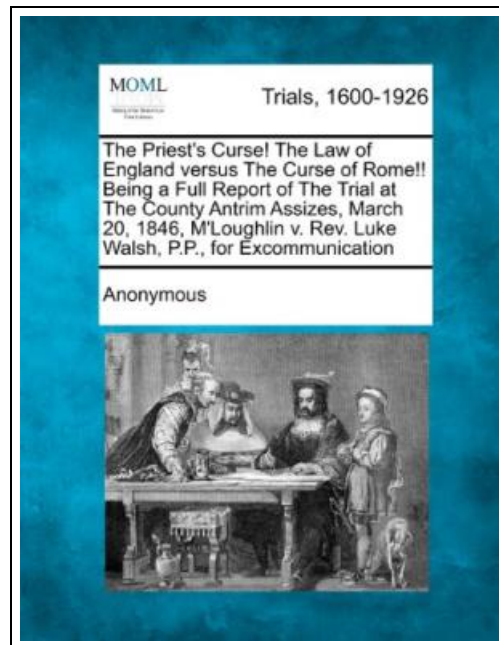 MOML
Trials, 1600-1926
The Priest's Curse! The Law of
England versus The Curse of Rome!!
Being a Full Report of The Trial at
The County Antrim Assizes, March
20, 1846, M'Loughlin v. Rev. Luke
Walsh, P.P., for Excommunication
Anonymous